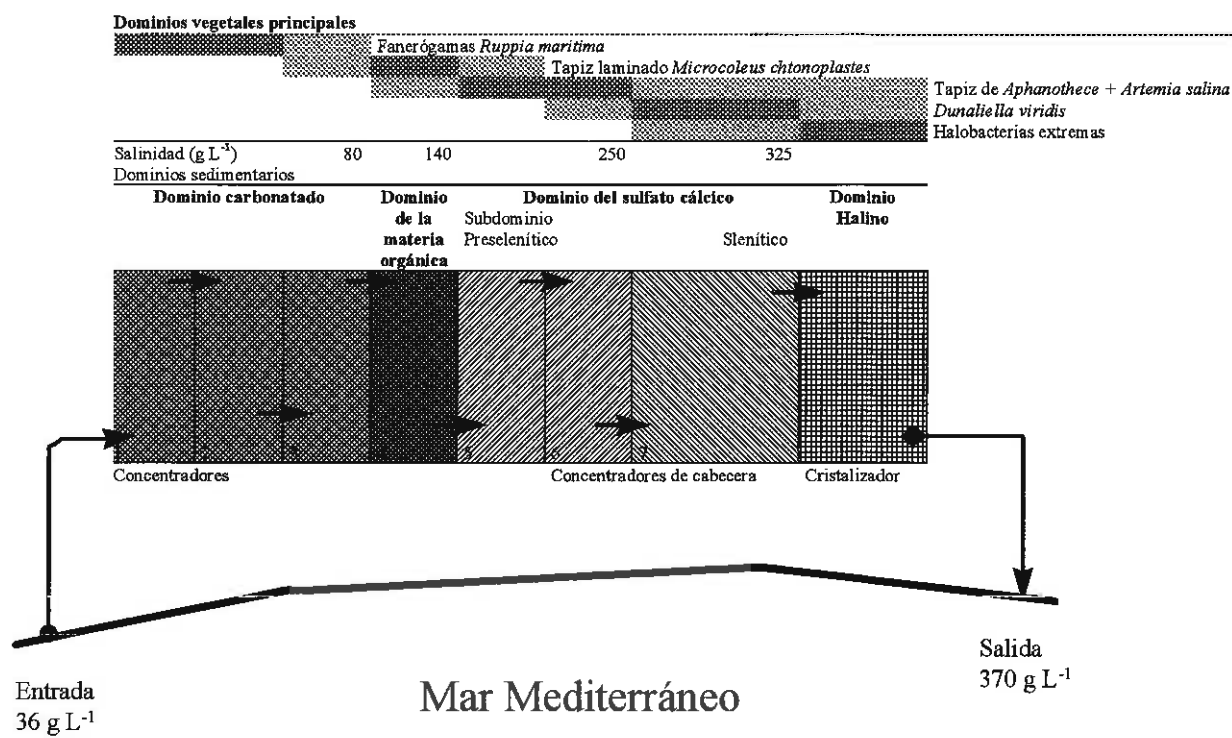 Dominios vegetales principales
Fanerógamas Ruppia maritima
Tapiz laminado Microcoleus chtonoplastes
Tapiz de Aphanothece + Artemia salina
Dunaliella viridis
Halobacterias extremas
Salinidad (g L-1) 80 140 250 325
Dominios sedimentarios
Dominio carbonatado
Dominio
de la
materia
orgánica
Dominio del sulfato cálcico
Subdominio
Preselenítico
Slenítico
Dominio
Halino
5 6 7
Concentradores
Concentradores de cabecera
Cristalizador
Entrada
36 g L-1
Mar Mediterráneo
Salida
370 g L-1